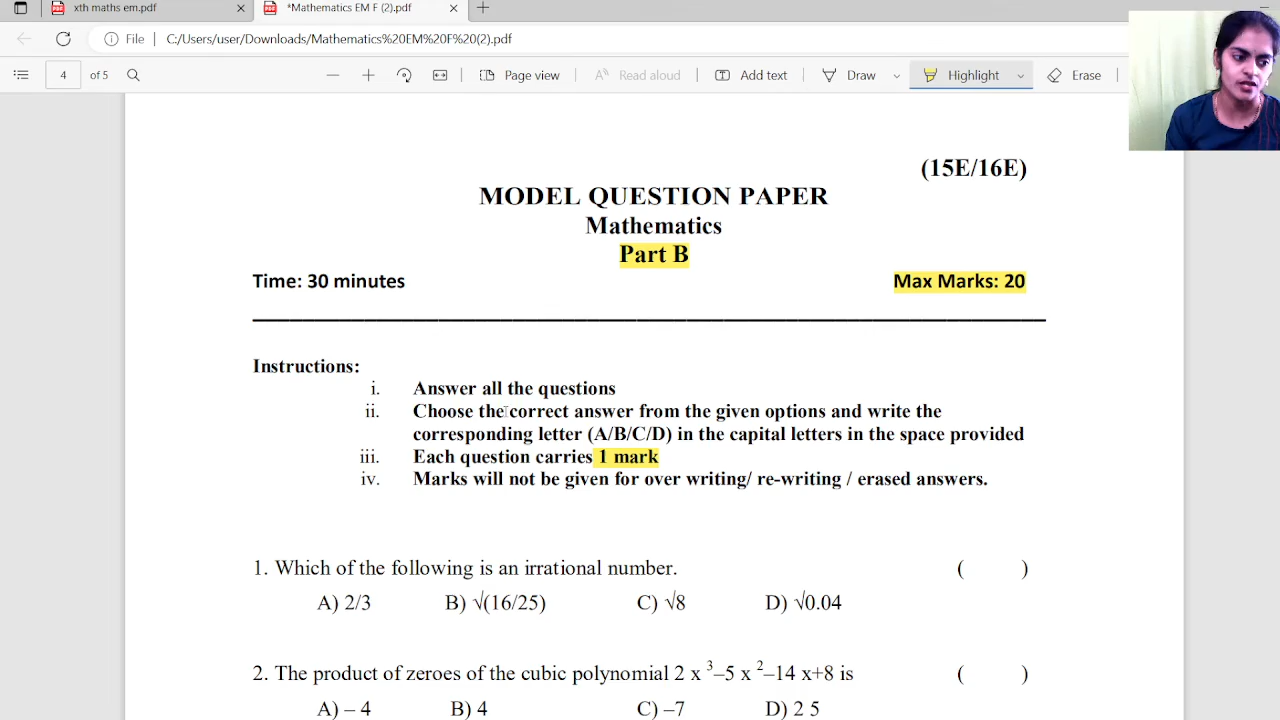 xth maths em.pdf
*Mathematics EM F (2).pdf
File C:/Users/user/Downloads/Mathematics%20EM%20F%20(2).pdf
4 of 5 Page view Read aloud Add text Draw Highlight Erase
(15E/16E)
MODEL QUESTION PAPER
Mathematics
Part B
Time: 30 minutes Max Marks: 20
Instructions:
i. Answer all the questions
ii. Choose the correct answer from the given options and write the
corresponding letter (A/B/C/D) in the capital letters in the space provided
iii. Each question carries 1 mark
iv. Marks will not be given for over writing/ re-writing / erased answers.
1. Which of the following is an irrational number. ( )
A) 2/3 B) √(16/25) C) √8 D) √0.04
2. The product of zeroes of the cubic polynomial 2 x ³–5 x ²–14 x+8 is ( )
A) – 4 B) 4 C) –7 D) 2 5